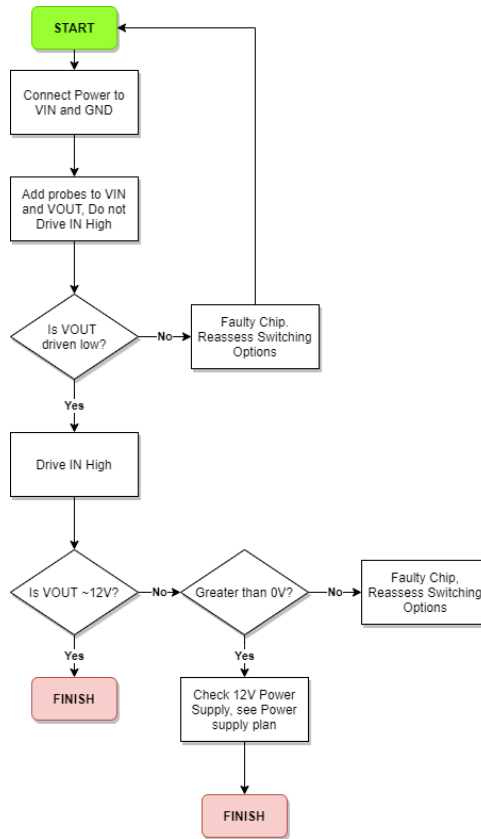 START
Connect Power to
VIN and GND
Add probes to VIN
and VOUT, Do not
Drive IN High
Is VOUT
driven low?
No
Faulty Chip.
Reassess Switching
Options
Yes
Drive IN High
Is VOUT ~12V?
No
Greater than 0V?
No
Faulty Chip,
Reassess Switching
Options
Yes
Yes
FINISH
Check 12V Power
Supply, see Power
supply plan
FINISH